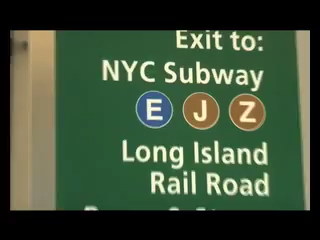 Exit to:
NYC Subway
E J Z
Long Island
Rail Road